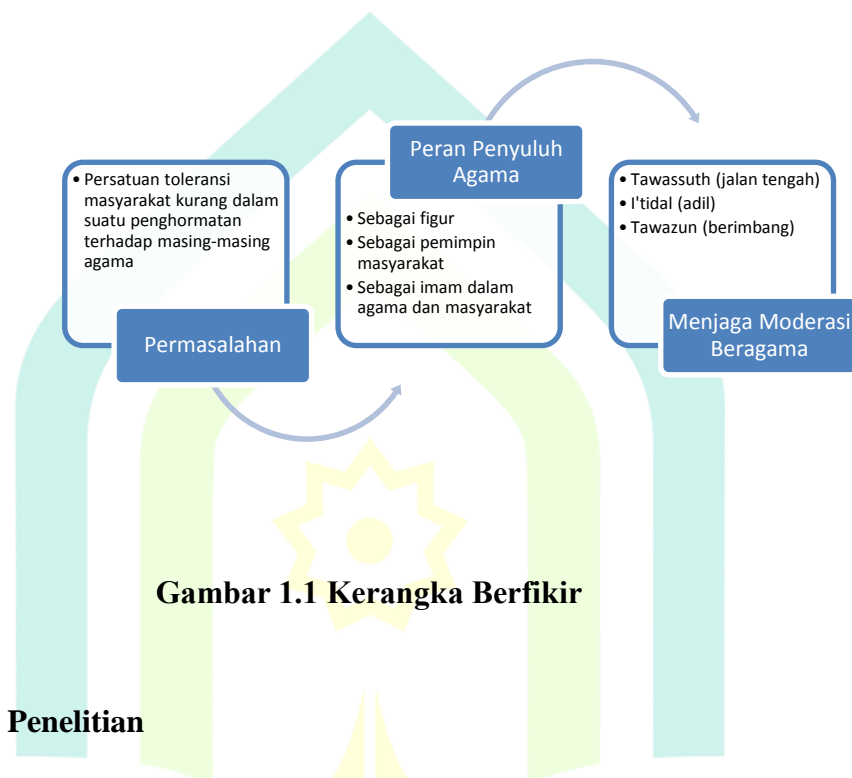 • Persatuan toleransi
masyarakat kurang dalam
suatu penghormatan
terhadap masing-masing
agama
Permasalahan
Peran Penyuluh
Agama
• Sebagai figur
• Sebagai pemimpin
masyarakat
• Sebagai imam dalam
agama dan masyarakat
• Tawassuth (jalan tengah)
• I'tidal (adil)
• Tawazun (berimbang)
Menjaga Moderasi
Beragama
Gambar 1.1 Kerangka Berfikir
Penelitian